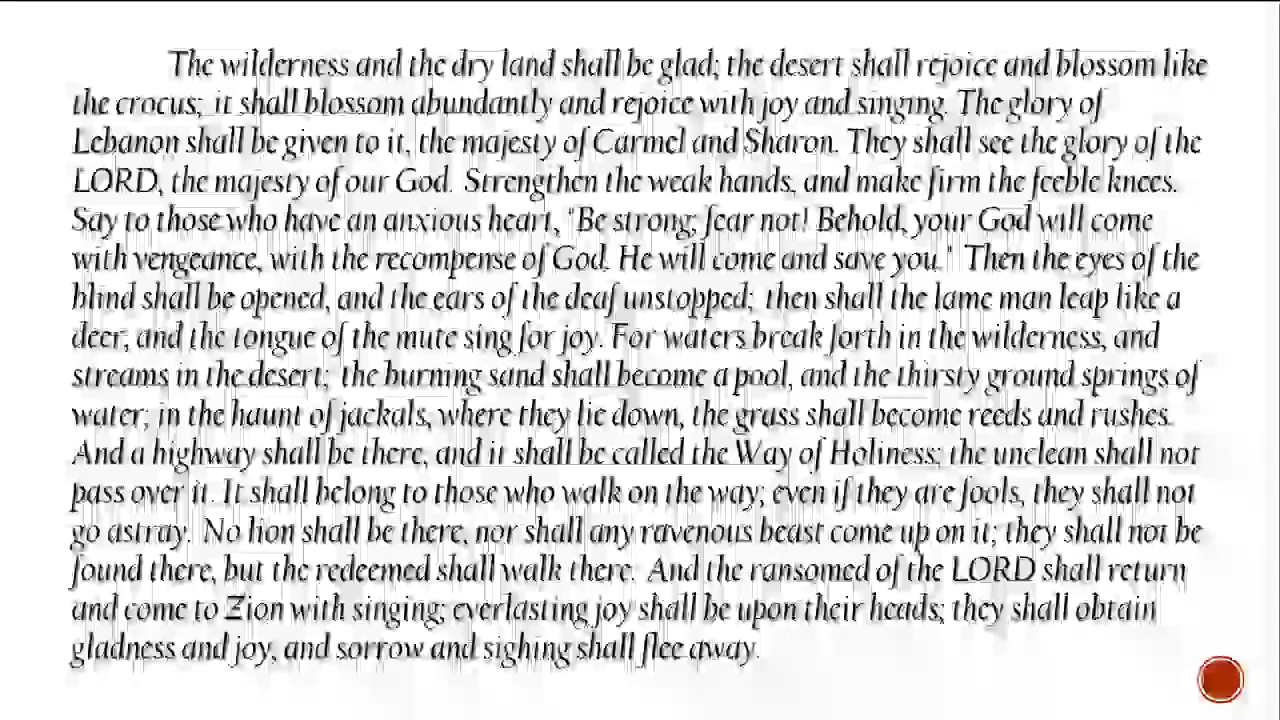 The wilderness and the dry land shall be glad; the desert shall rejoice and blossom like
the crocus; it shall blossom abundantly and rejoice with joy and singing. The glory of
Lebanon shall be given to it, the majesty of Carmel and Sharon. They shall see the glory of the
LORD, the majesty of our God. Strengthen the weak hands, and make firm the feeble knees.
Say to those who have an anxious heart, "Be strong; fear not! Behold, your God will come
with vengeance, with the recompense of God. He will come and save you." Then the eyes of the
blind shall be opened, and the ears of the deaf unstopped; then shall the lame man leap like a
deer, and the tongue of the mute sing for joy. For waters break forth in the wilderness, and
streams in the desert; the burning sand shall become a pool, and the thirsty ground springs of
water; in the haunt of jackals, where they lie down, the grass shall become reeds and rushes.
And a highway shall be there, and it shall be called the Way of Holiness; the unclean shall not
pass over it. It shall belong to those who walk on the way; even if they are fools, they shall not
go astray. No lion shall be there, nor shall any ravenous beast come up on it; they shall not be
found there, but the redeemed shall walk there. And the ransomed of the LORD shall return
and come to Zion with singing; everlasting joy shall be upon their heads; they shall obtain
gladness and joy, and sorrow and sighing shall flee away.